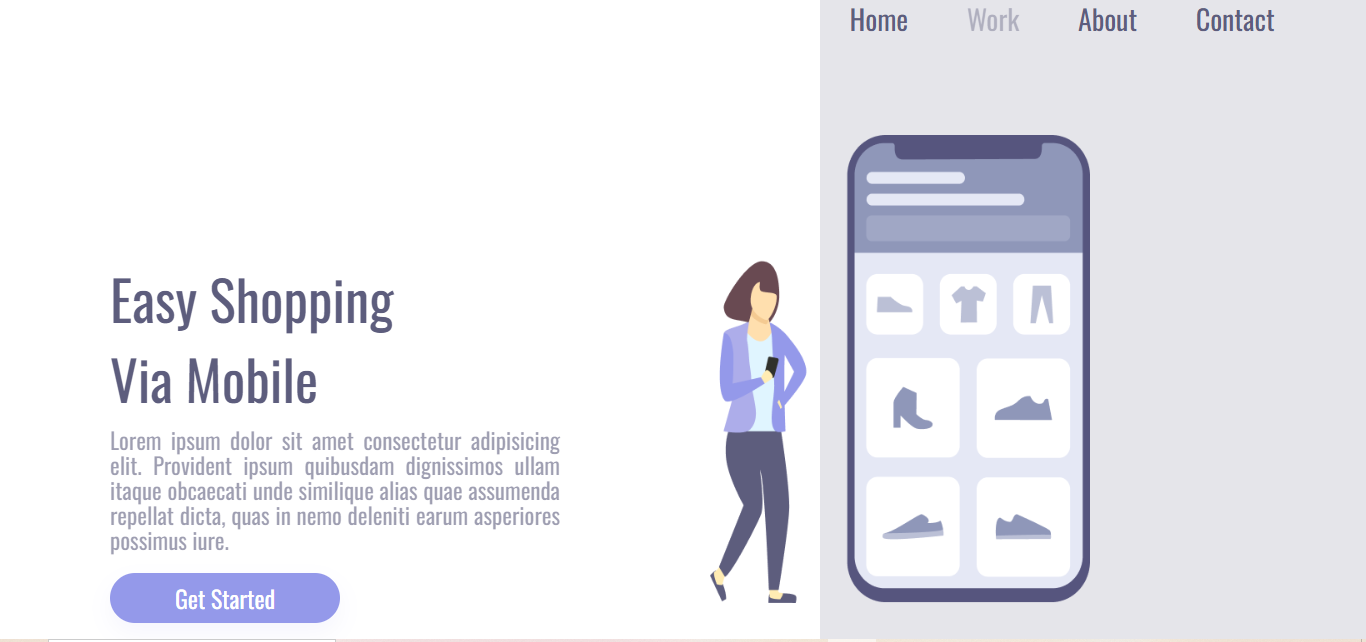 Home Work About Contact
Easy Shopping
Via Mobile
Lorem ipsum dolor sit amet consectetur adipisicing
elit. Provident ipsum quibusdam dignissimos ullam
itaque obcaecati unde similique alias quae assumenda
repellat dicta, quas in nemo deleniti earum asperiores
possimus iure.
Get Started